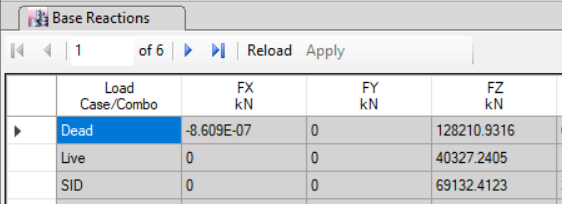 Base Reactions
1 of 6 Reload Apply
Load Case/Combo FX kN FY kN FZ kN
Dead -8.609E-07 0 128210.9316
Live 0 0 40327.2405
SID 0 0 69132.4123